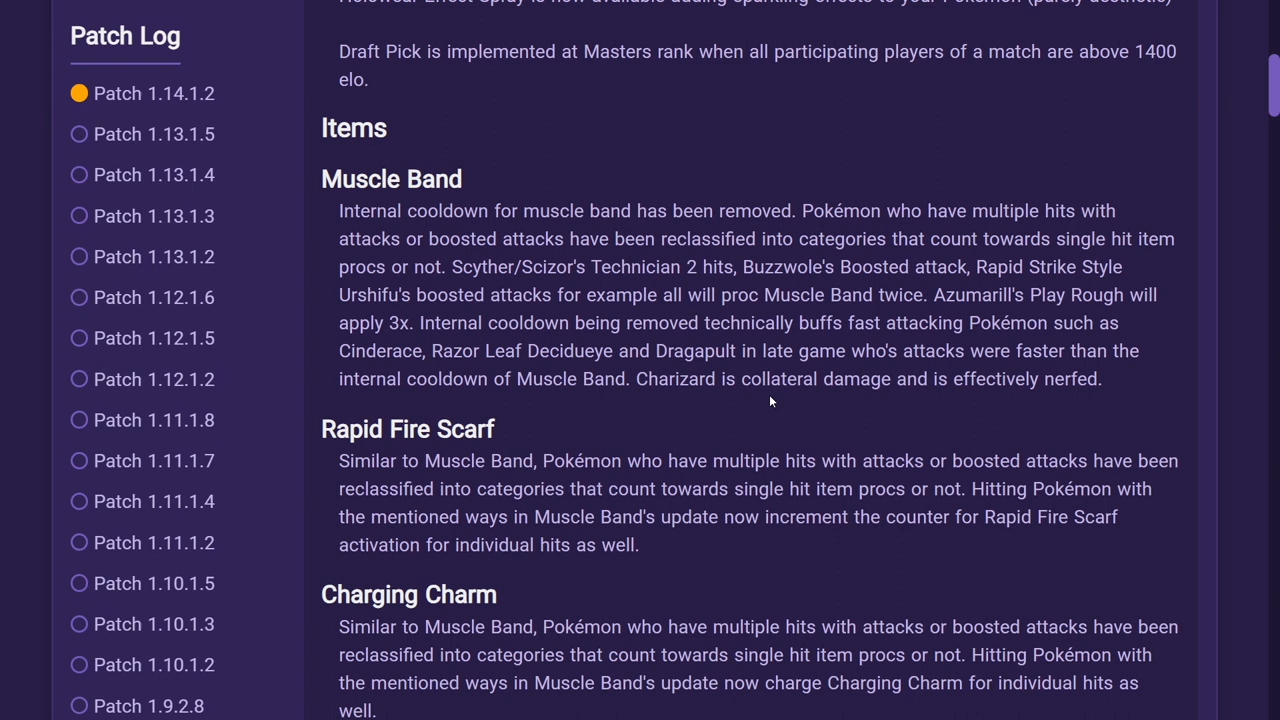 Patch Log
Patch 1.14.1.2
Patch 1.13.1.5
Patch 1.13.1.4
Patch 1.13.1.3
Patch 1.13.1.2
Patch 1.12.1.6
Patch 1.12.1.5
Patch 1.12.1.2
Patch 1.11.1.8
Patch 1.11.1.7
Patch 1.11.1.4
Patch 1.11.1.2
Patch 1.10.1.5
Patch 1.10.1.3
Patch 1.10.1.2
Patch 1.9.2.8
Holowear Effect Spray is now available adding sparkling effects to your Pokémon (purely aesthetic)
Draft Pick is implemented at Masters rank when all participating players of a match are above 1400
elo.
Items
Muscle Band
Internal cooldown for muscle band has been removed. Pokémon who have multiple hits with
attacks or boosted attacks have been reclassified into categories that count towards single hit item
procs or not. Scyther/Scizor's Technician 2 hits, Buzzwole's Boosted attack, Rapid Strike Style
Urshifu's boosted attacks for example all will proc Muscle Band twice. Azumarill's Play Rough will
apply 3x. Internal cooldown being removed technically buffs fast attacking Pokémon such as
Cinderace, Razor Leaf Decidueye and Dragapult in late game who's attacks were faster than the
internal cooldown of Muscle Band. Charizard is collateral damage and is effectively nerfed.
Rapid Fire Scarf
Similar to Muscle Band, Pokémon who have multiple hits with attacks or boosted attacks have been
reclassified into categories that count towards single hit item procs or not. Hitting Pokémon with
the mentioned ways in Muscle Band's update now increment the counter for Rapid Fire Scarf
activation for individual hits as well.
Charging Charm
Similar to Muscle Band, Pokémon who have multiple hits with attacks or boosted attacks have been
reclassified into categories that count towards single hit item procs or not. Hitting Pokémon with
the mentioned ways in Muscle Band's update now charge Charging Charm for individual hits as
well.